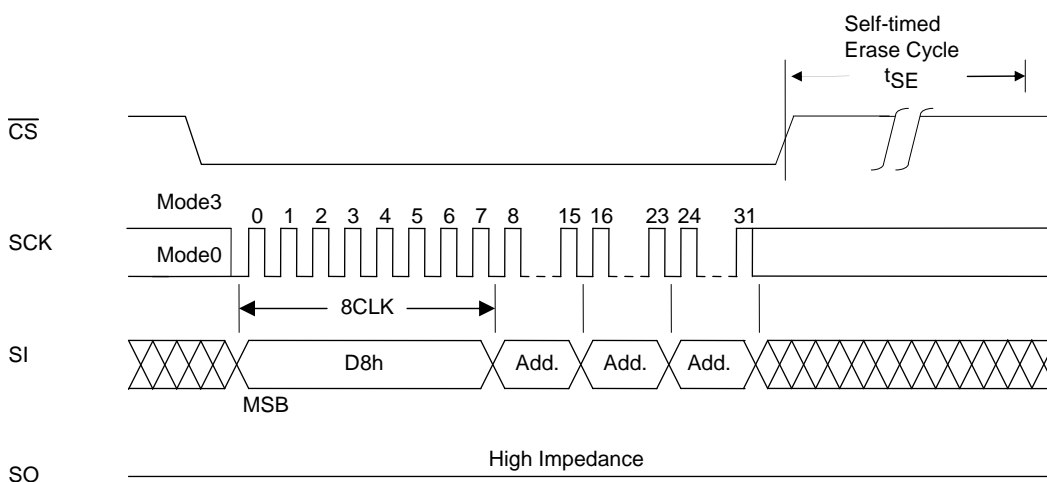 Self-timed
Erase Cycle
tSE
CS
Mode3
0 1 2 3 4 5 6 7 8 15 16 23 24 31
SCK
Mode0
8CLK
SI
D8h Add. Add. Add.
MSB
High Impedance
SO